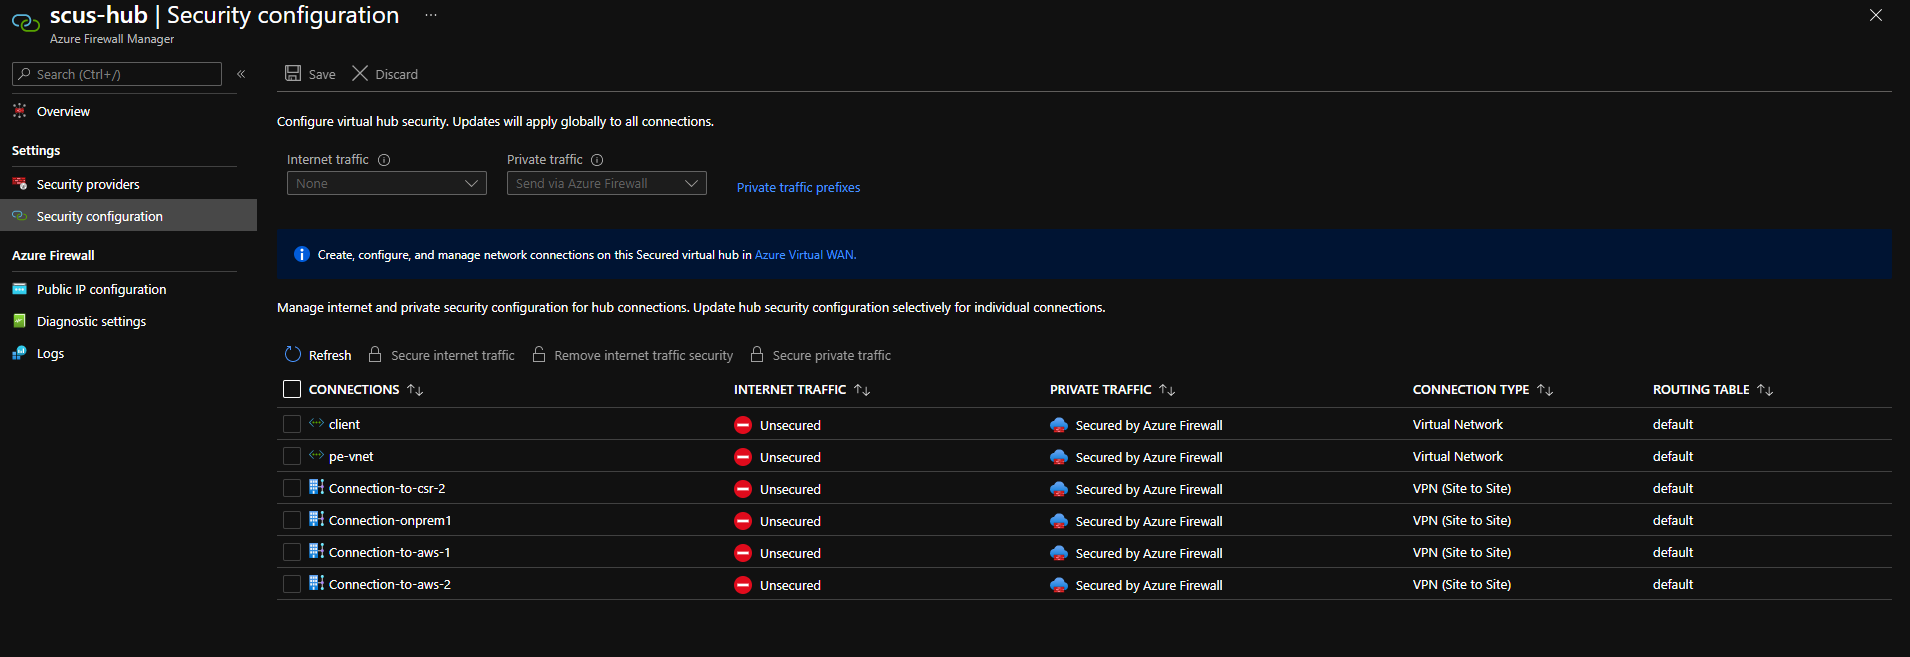 scus-hub | Security configuration ...
Azure Firewall Manager
Search (Ctrl+/)
Overview
Settings
Security providers
Security configuration
Azure Firewall
Public IP configuration
Diagnostic settings
Logs
Save Discard
Configure virtual hub security. Updates will apply globally to all connections.
Internet traffic Private traffic
None Send via Azure Firewall Private traffic prefixes
Create, configure, and manage network connections on this Secured virtual hub in Azure Virtual WAN.
Manage internet and private security configuration for hub connections. Update hub security configuration selectively for individual connections.
Refresh Secure internet traffic Remove internet traffic security Secure private traffic
CONNECTIONS INTERNET TRAFFIC PRIVATE TRAFFIC CONNECTION TYPE ROUTING TABLE
client Unsecured Secured by Azure Firewall Virtual Network default
pe-vnet Unsecured Secured by Azure Firewall Virtual Network default
Connection-to-csr-2 Unsecured Secured by Azure Firewall VPN (Site to Site) default
Connection-onprem1 Unsecured Secured by Azure Firewall VPN (Site to Site) default
Connection-to-aws-1 Unsecured Secured by Azure Firewall VPN (Site to Site) default
Connection-to-aws-2 Unsecured Secured by Azure Firewall VPN (Site to Site) default